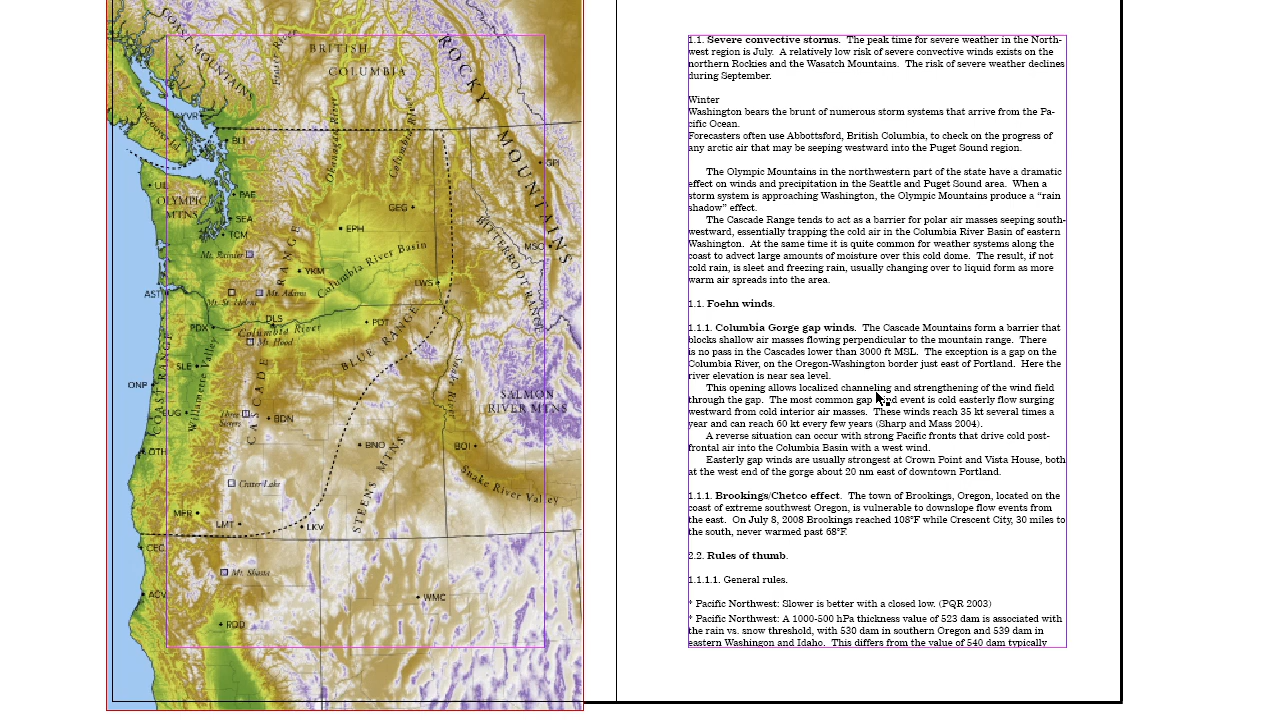 COAST MOUNTAINS
BRITISH
COLUMBIA
Fraser River
ROCKY
MOUNTAINS
Vancouver Id
YVR
Okanogan River
Columbia River
BLI
UIL
OLYMPIC
MTNS
PAE
SEA
TCM
GEG
EPH
GPI
MSO
BITTERROOT RANGE
Mt. Rainier
YKM
Columbia River Basin
LWS
AST
Mt. St. Helens
Mt. Adams
DLS
PDX
Columbia River
PDT
Mt. Hood
BLUE RANGE
CASCADE
RANGE
COAST RANGE
Willamette Valley
SLE
ONP
Snake River
SALMON
RIVER MTNS
EUG
Three
Sisters
BDN
OTH
BNO
BOI
STEENS MTNS
Crater Lake
Snake River Valley
MFR
LMT
LKV
CEC
Mt. Shasta
ACV
WMC
RDD
1.1. Severe convective storms. The peak time for severe weather in the North-
west region is July. A relatively low risk of severe convective winds exists on the
northern Rockies and the Wasatch Mountains. The risk of severe weather declines
during September.
Winter
Washington bears the brunt of numerous storm systems that arrive from the Pa-
cific Ocean.
Forecasters often use Abbottsford, British Columbia, to check on the progress of
any arctic air that may be seeping westward into the Puget Sound region.
The Olympic Mountains in the northwestern part of the state have a dramatic
effect on winds and precipitation in the Seattle and Puget Sound area. When a
storm system is approaching Washington, the Olympic Mountains produce a “rain
shadow” effect.
The Cascade Range tends to act as a barrier for polar air masses seeping south-
westward, essentially trapping the cold air in the Columbia River Basin of eastern
Washington. At the same time it is quite common for weather systems along the
coast to advect large amounts of moisture over this cold dome. The result, if not
cold rain, is sleet and freezing rain, usually changing over to liquid form as more
warm air spreads into the area.
1.1. Foehn winds.
1.1.1. Columbia Gorge gap winds. The Cascade Mountains form a barrier that
blocks shallow air masses flowing perpendicular to the mountain range. There
is no pass in the Cascades lower than 3000 ft MSL. The exception is a gap on the
Columbia River, on the Oregon-Washington border just east of Portland. Here the
river elevation is near sea level.
This opening allows localized channeling and strengthening of the wind field
through the gap. The most common gap wind event is cold easterly flow surging
westward from cold interior air masses. These winds reach 35 kt several times a
year and can reach 60 kt every few years (Sharp and Mass 2004).
A reverse situation can occur with strong Pacific fronts that drive cold post-
frontal air into the Columbia Basin with a west wind.
Easterly gap winds are usually strongest at Crown Point and Vista House, both
at the west end of the gorge about 20 nm east of downtown Portland.
1.1.1. Brookings/Chetco effect. The town of Brookings, Oregon, located on the
coast of extreme southwest Oregon, is vulnerable to downslope flow events from
the east. On July 8, 2008 Brookings reached 108°F while Crescent City, 30 miles to
the south, never warmed past 68°F.
2.2. Rules of thumb.
1.1.1.1. General rules.
* Pacific Northwest: Slower is better with a closed low. (PQR 2003)
* Pacific Northwest: A 1000-500 hPa thickness value of 523 dam is associated with
the rain vs. snow threshold, with 530 dam in southern Oregon and 539 dam in
eastern Washingon and Idaho. This differs from the value of 540 dam typically